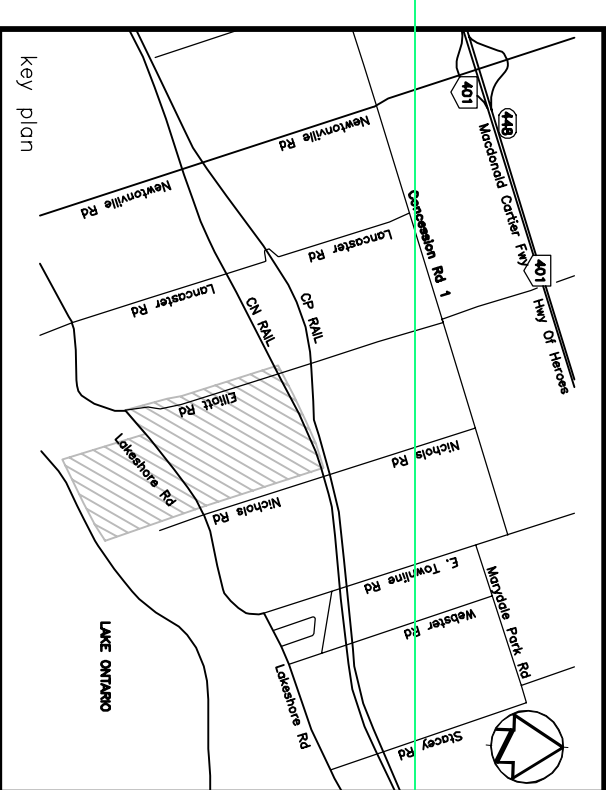 key plan
448
401
Macdonald Cartier Fwy
401
Hwy Of Heroes
Newtonville Rd
Newtonville Rd
Concession Rd 1
Lancaster Rd
Lancaster Rd
CP RAIL
CN RAIL
Elliott Rd
Nichols Rd
Nichols Rd
Lakeshore Rd
E. Townline Rd
Webster Rd
Marydale Park Rd
Stacey Rd
Lakeshore Rd
LAKE ONTARIO